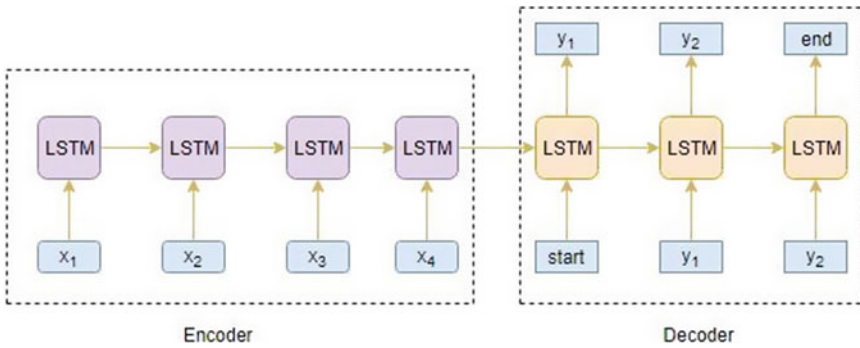 y₁ y₂ end
LSTM LSTM LSTM LSTM LSTM LSTM LSTM
x₁ x₂ x₃ x₄ start y₁ y₂
Encoder Decoder